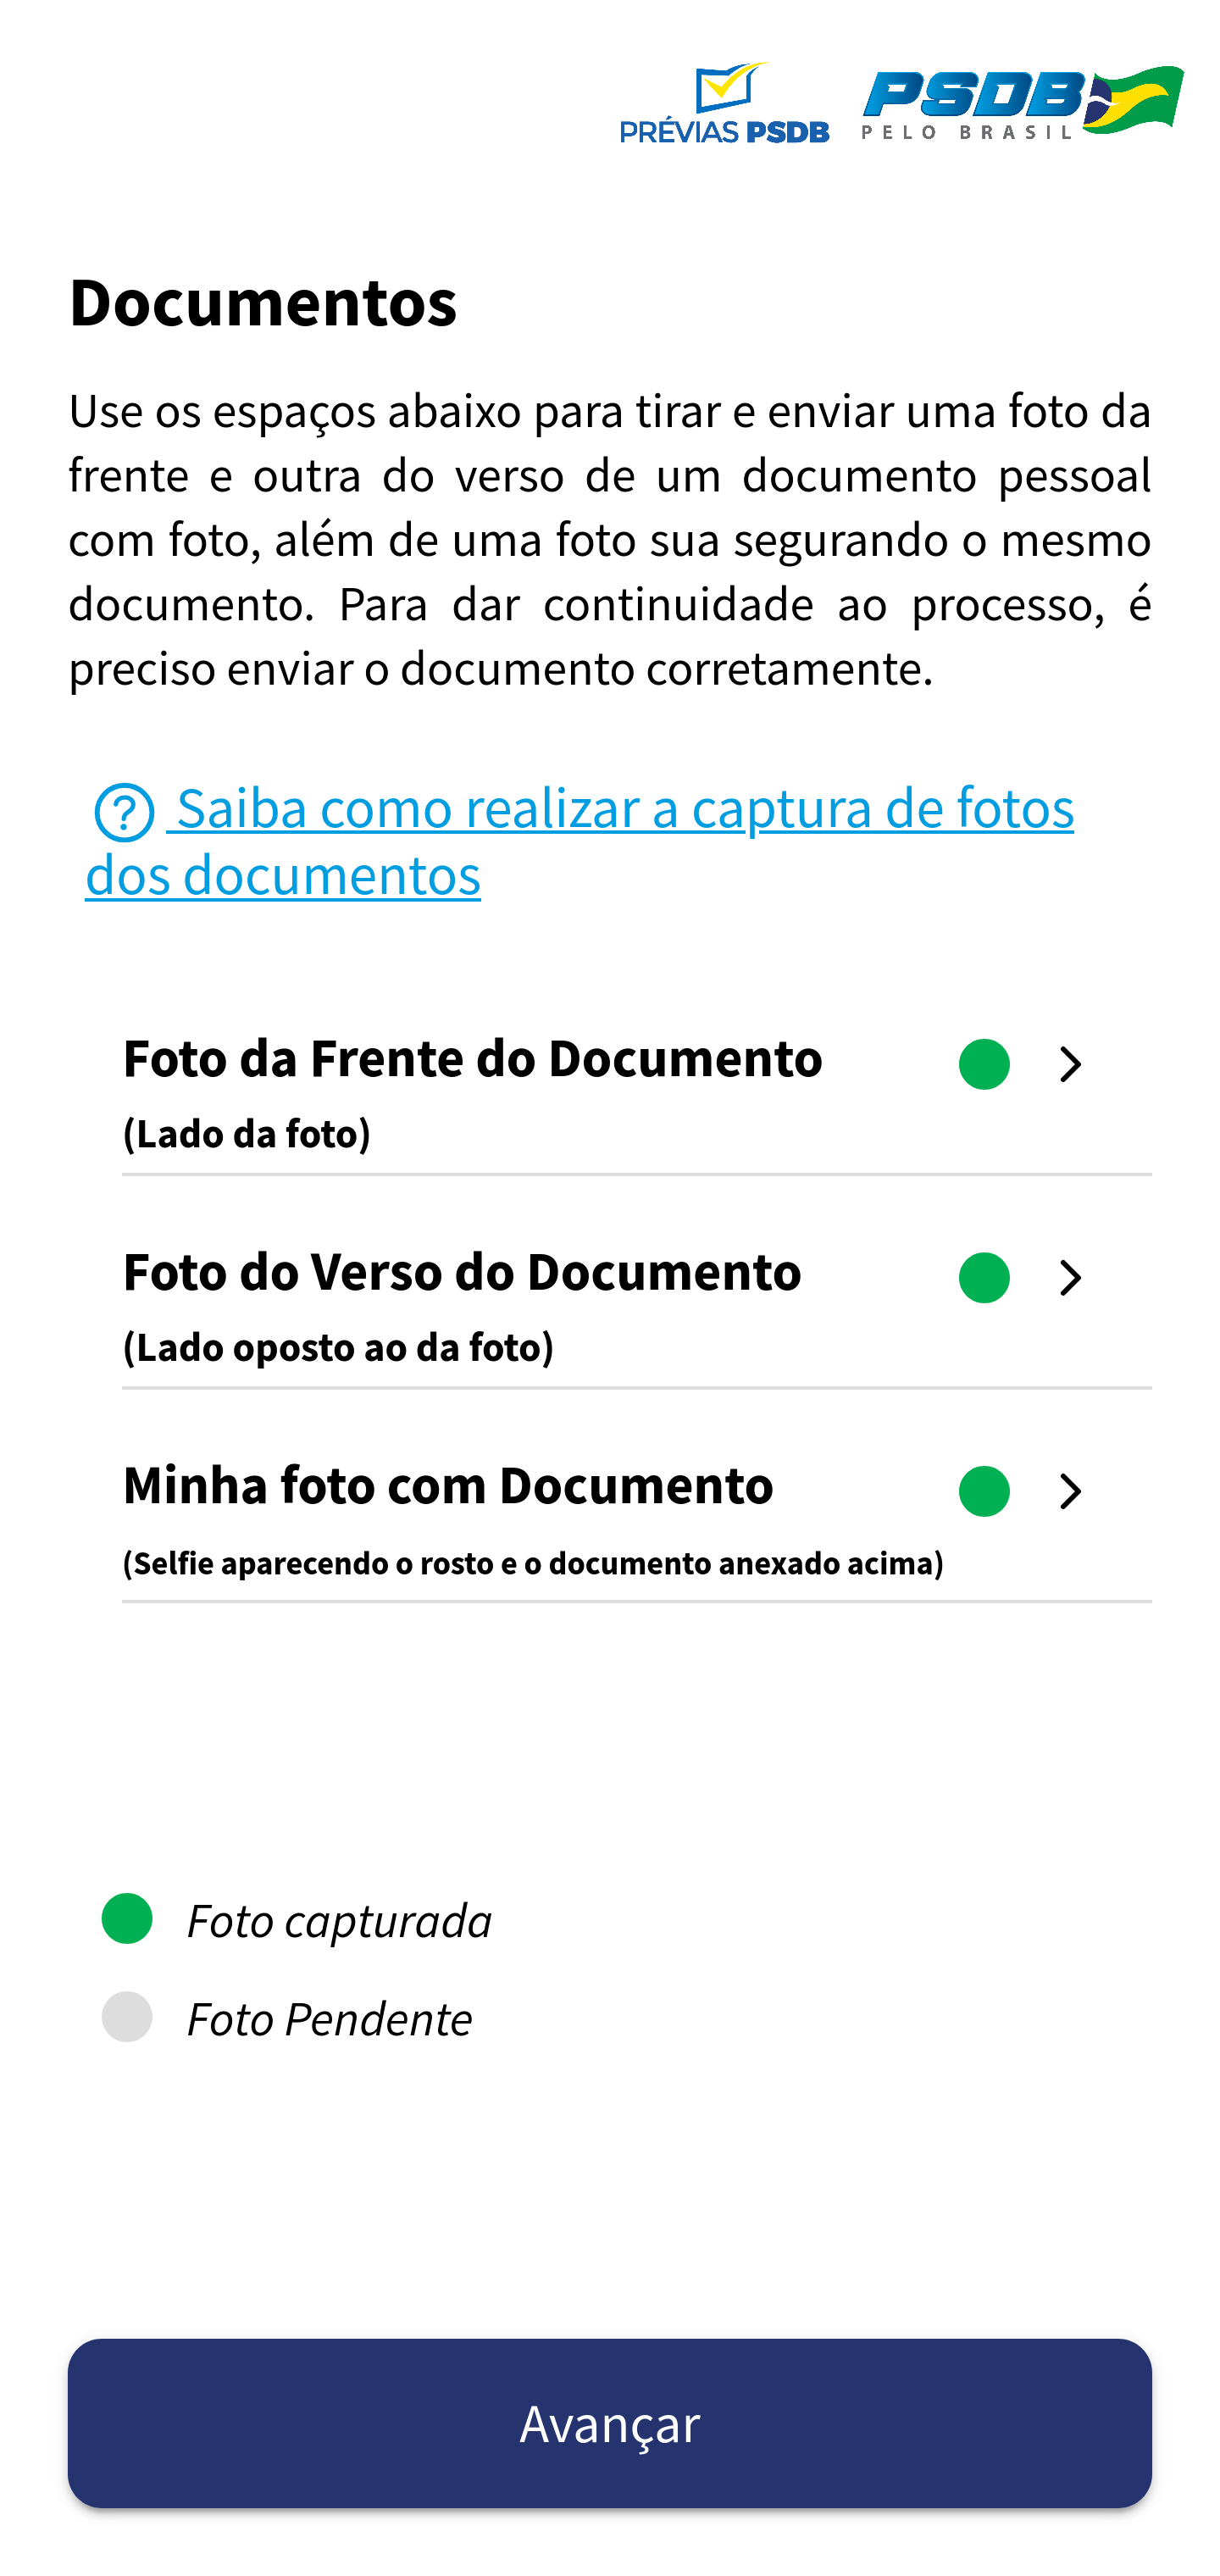 PRÉVIAS PSDB
PSDB
PELO BRASIL
Documentos
Use os espaços abaixo para tirar e enviar uma foto da
frente e outra do verso de um documento pessoal
com foto, além de uma foto sua segurando o mesmo
documento. Para dar continuidade ao processo, é
preciso enviar o documento corretamente.
? Saiba como realizar a captura de fotos
dos documentos
Foto da Frente do Documento
(Lado da foto)
Foto do Verso do Documento
(Lado oposto ao da foto)
Minha foto com Documento
(Selfie aparecendo o rosto e o documento anexado acima)
Foto capturada
Foto Pendente
Avançar